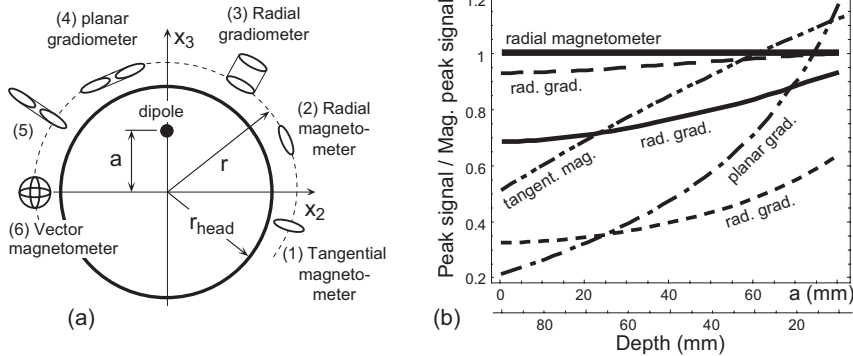 (4) planar
gradiometer
x3
(3) Radial
gradiometer
dipole
(5)
a
r
(2) Radial
magneto-
meter
x2
rhead
(6) Vector
magnetometer
(1) Tangential
magneto-
meter
(a)
Peak signal / Mag. peak signal
1.2
1
0.8
0.6
0.4
0.2
radial magnetometer
rad. grad.
rad. grad.
tangent. mag.
planar grad.
rad. grad.
0 20 40 60 a (mm)
80 60 40 20
Depth (mm)
(b)